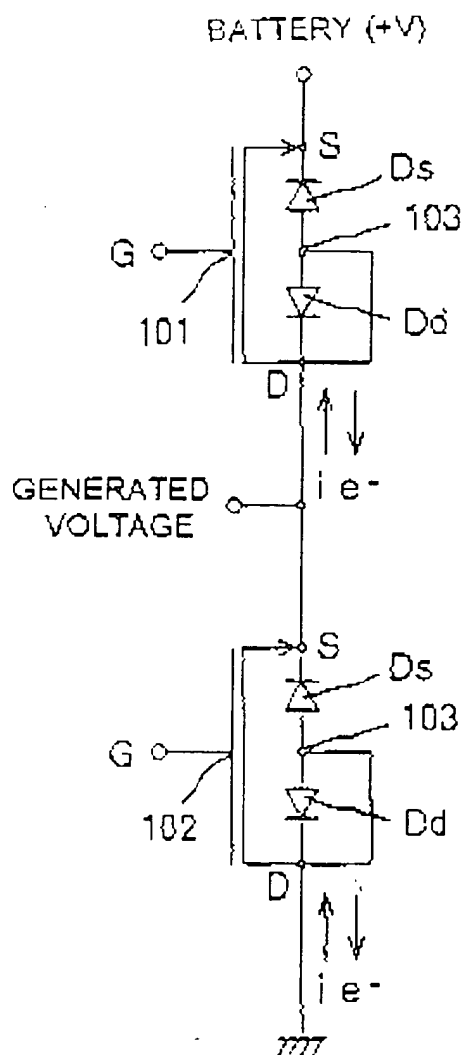 BATTERY (+V)
S
Ds
103
G
101
Dd
D
i e-
GENERATED
VOLTAGE
S
Ds
103
G
102
Dd
D
i e-